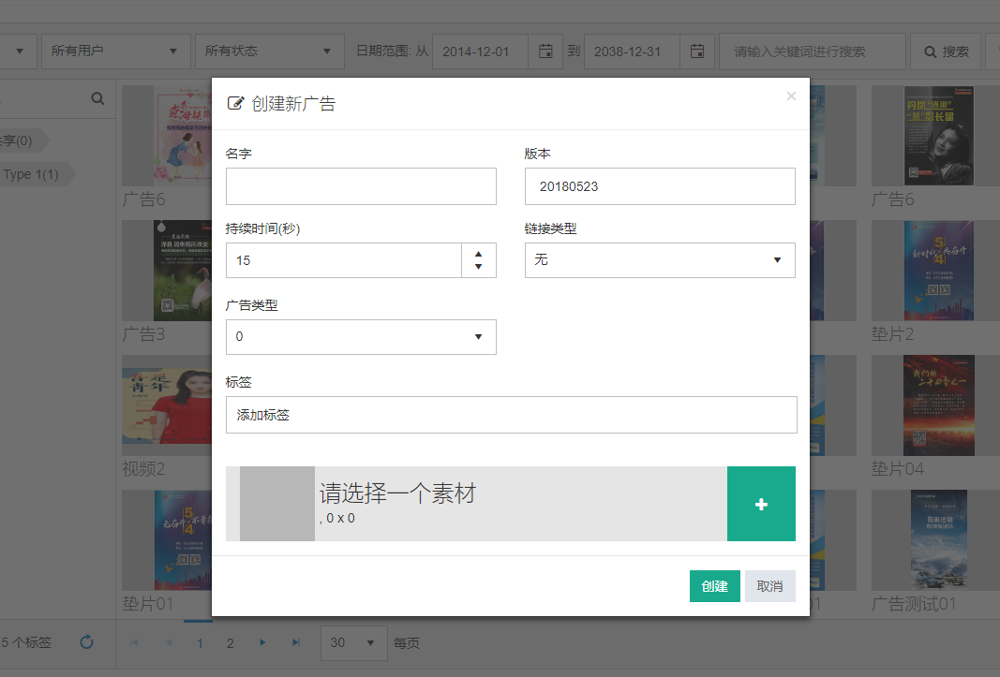 所有用户
所有状态
日期范围: 从
2014-12-01
到
2038-12-31
请输入关键词进行搜索
搜索
创建新广告
×
名字
版本
20180523
持续时间(秒)
15
链接类型
无
广告类型
0
标签
添加标签
请选择一个素材
, 0 x 0
+
创建
取消
享(0)
Type 1(1)
广告6
广告6
广告3
垫片2
视频2
垫片04
垫片01
01
广告测试01
5 个标签
1
2
30
每页